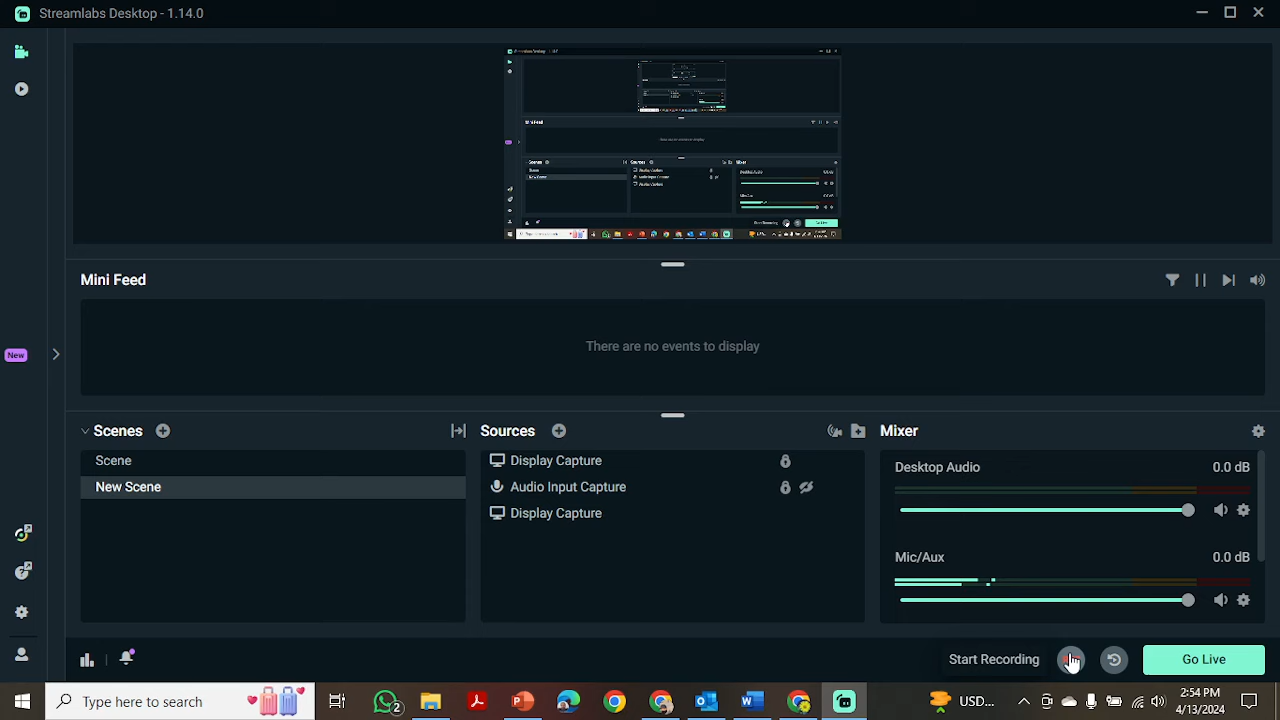 Streamlabs Desktop - 1.14.0
Mini Feed
There are no events to display
New
Scenes
Sources
Mixer
Scene
New Scene
Display Capture
Audio Input Capture
Display Capture
Desktop Audio 0.0 dB
Mic/Aux 0.0 dB
Start Recording
Go Live
Type here to search
2
USD...
2:54 PM
4/13/2024